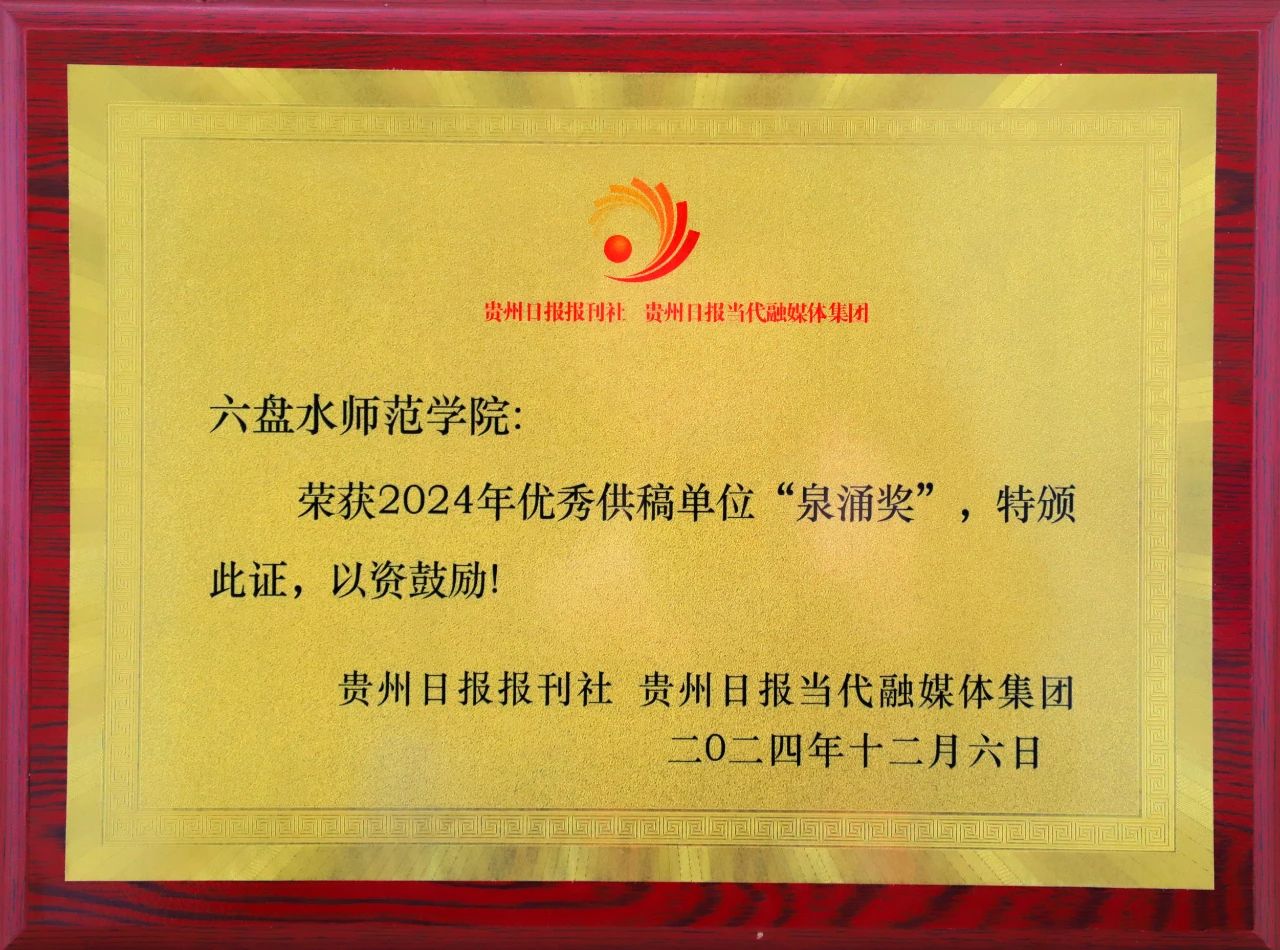 贵州日报报刊社 贵州日报当代融媒体集团
六盘水师范学院:
荣获2024年优秀供稿单位“泉涌奖”，特颁
此证，以资鼓励!
贵州日报报刊社 贵州日报当代融媒体集团
二0二四年十二月六日